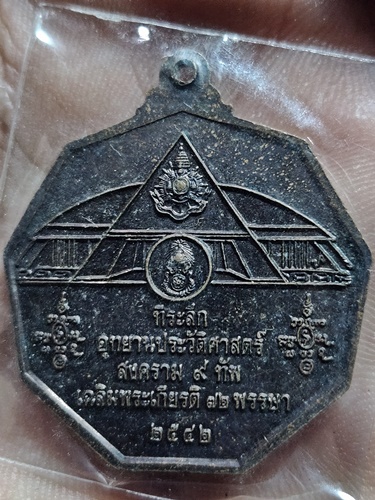 ที่ระลึก
อุทยานประวัติศาสตร์
สงคราม ๙ ทัพ
เฉลิมพระเกียรติ ๗๒ พรรษา
๒๕๔๒